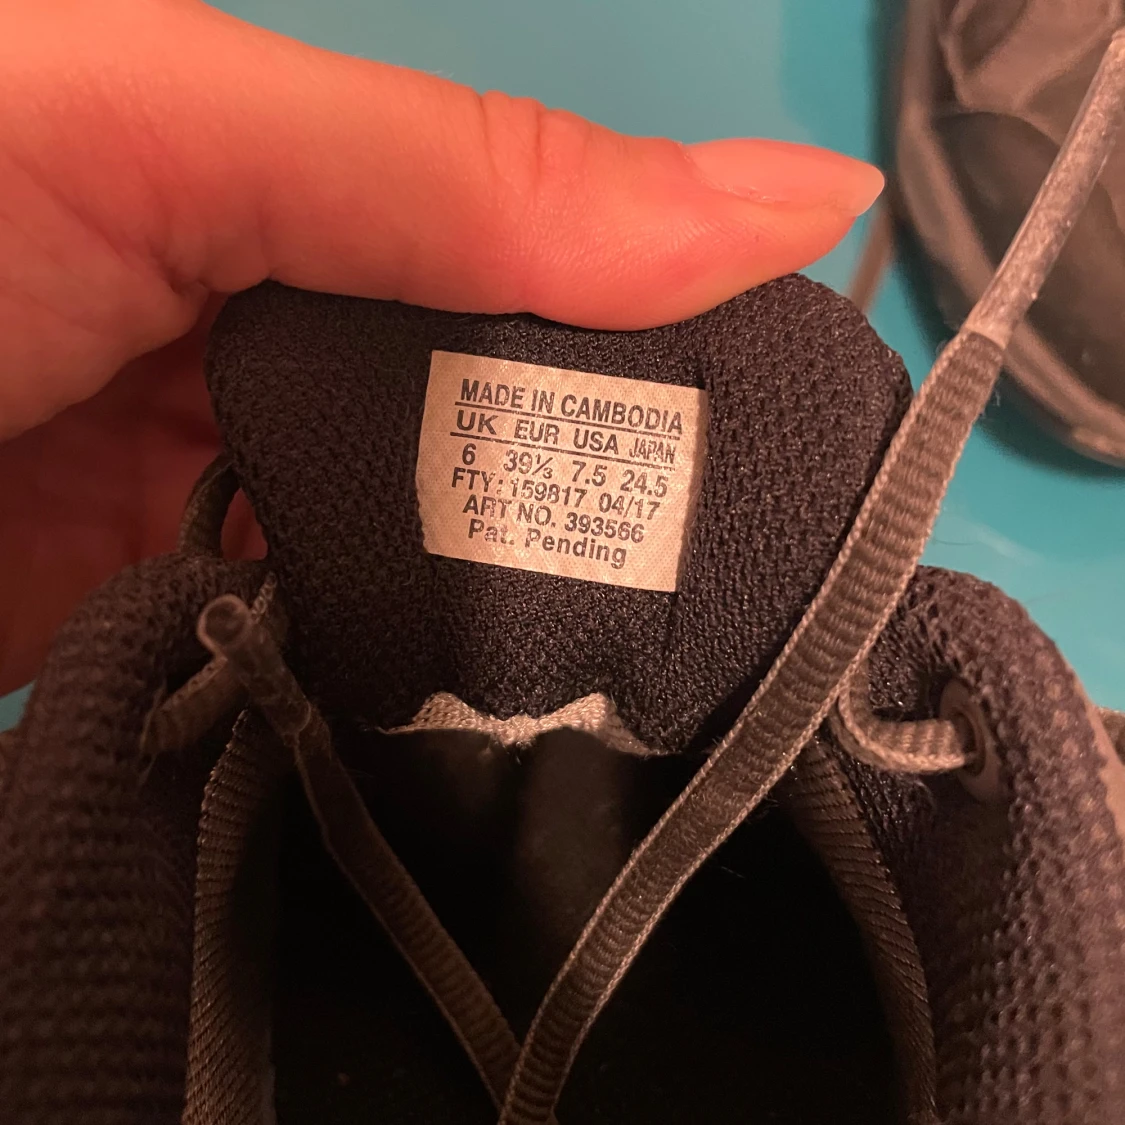 MADE IN CAMBODIA
UK EUR USA JAPAN
6 39⅓ 7.5 24.5
FTY: 159817 04/17
ART NO. 393566
Pat. Pending